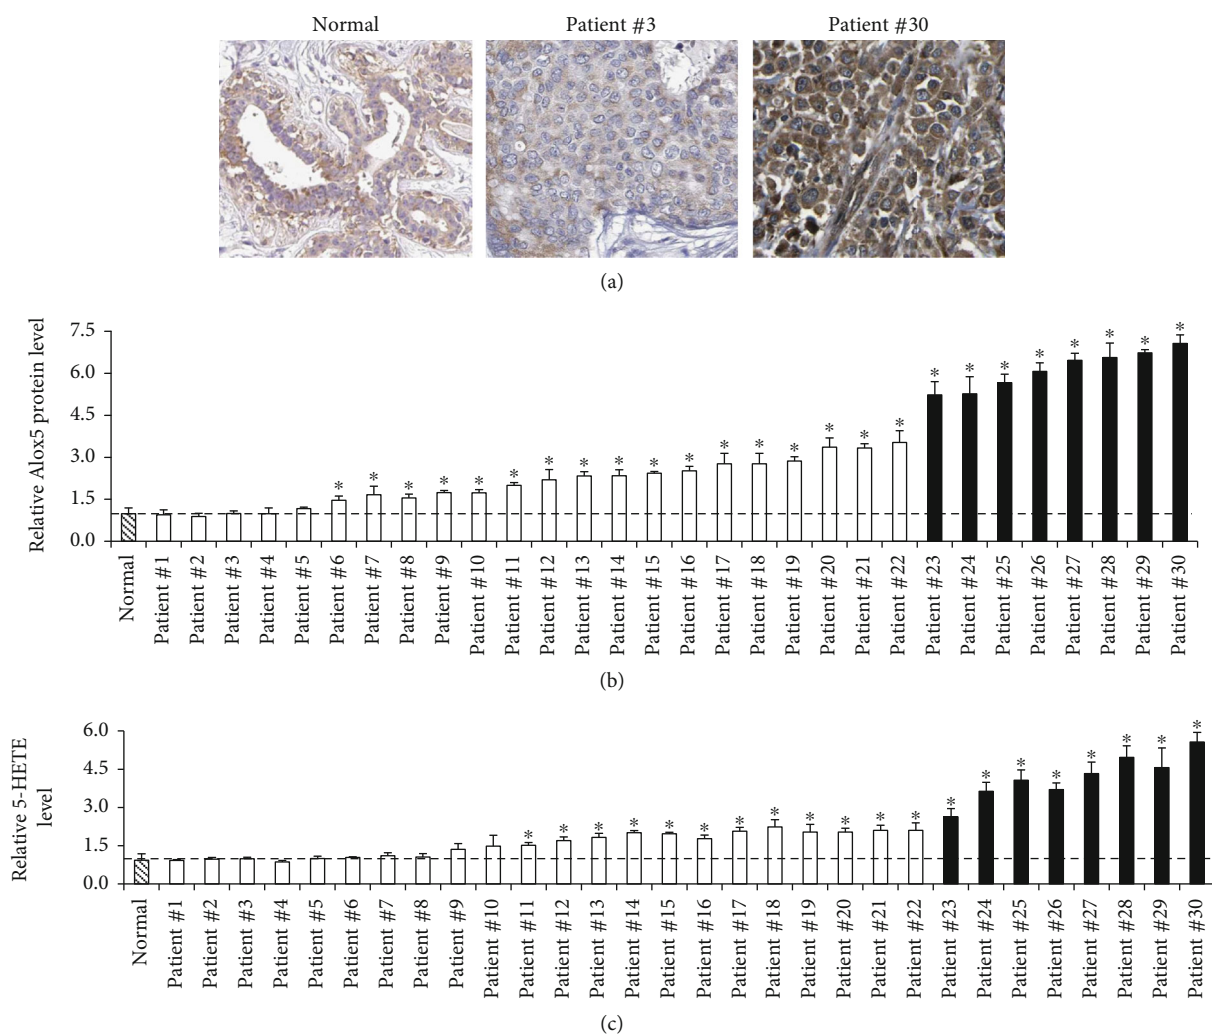 Normal Patient #3 Patient #30
(a)
Relative Alox5 protein level
7.5
6.0
4.5
3.0
1.5
0.0
* * * * * * * * * * * * * * * * * * * * * * * * *
Normal Patient #1 Patient #2 Patient #3 Patient #4 Patient #5 Patient #6 Patient #7 Patient #8 Patient #9 Patient #10 Patient #11 Patient #12 Patient #13 Patient #14 Patient #15 Patient #16 Patient #17 Patient #18 Patient #19 Patient #20 Patient #21 Patient #22 Patient #23 Patient #24 Patient #25 Patient #26 Patient #27 Patient #28 Patient #29 Patient #30
(b)
Relative 5-HETE
level
6.0
4.5
3.0
1.5
0.0
* * * * * * * * * * * * * * * * * * * *
Normal Patient #1 Patient #2 Patient #3 Patient #4 Patient #5 Patient #6 Patient #7 Patient #8 Patient #9 Patient #10 Patient #11 Patient #12 Patient #13 Patient #14 Patient #15 Patient #16 Patient #17 Patient #18 Patient #19 Patient #20 Patient #21 Patient #22 Patient #23 Patient #24 Patient #25 Patient #26 Patient #27 Patient #28 Patient #29 Patient #30
(c)